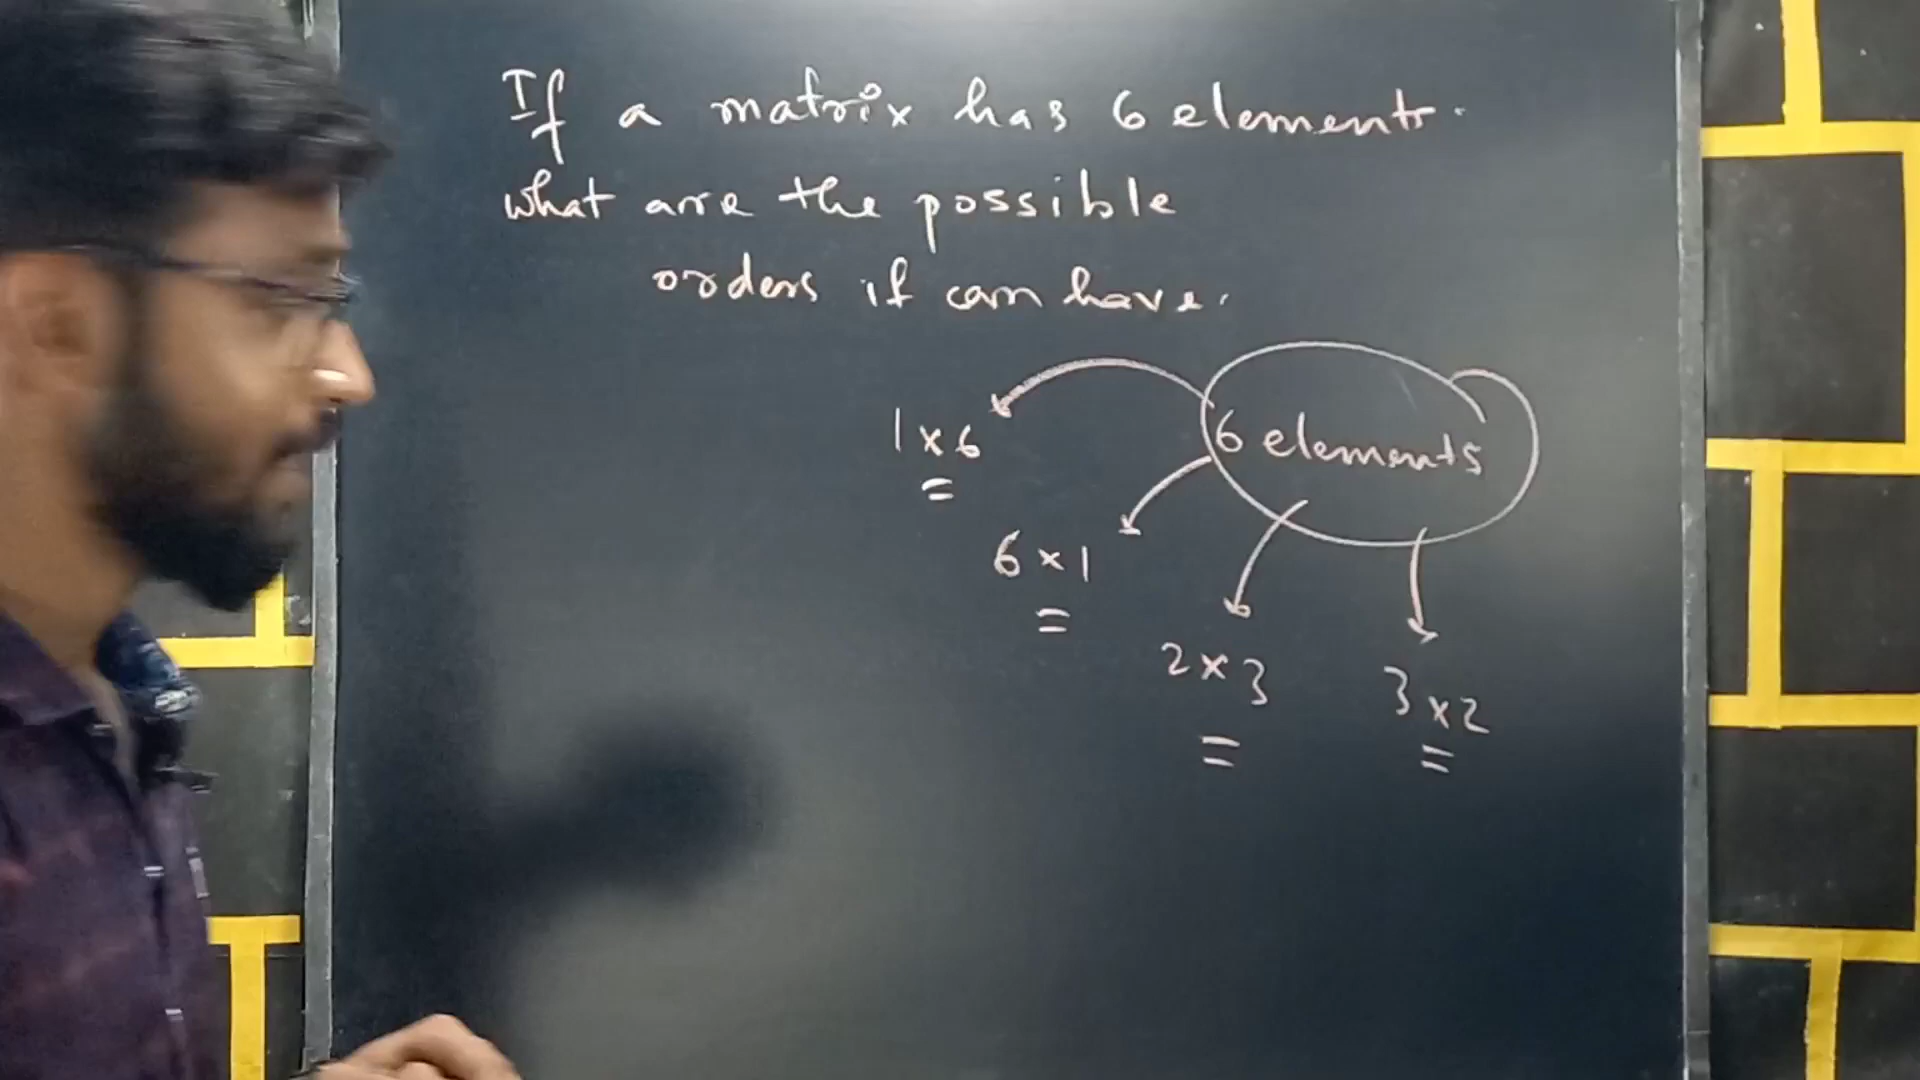 If a matrix has 6 elements.
what are the possible
orders if can have.
6 elements
1 × 6
6 × 1
2 × 3
3 × 2